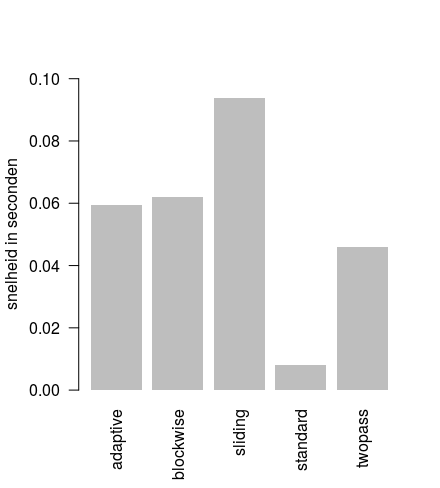 0.10
0.08
0.06
0.04
0.02
0.00
snelheid in seconden
adaptive
blockwise
sliding
standard
twopass